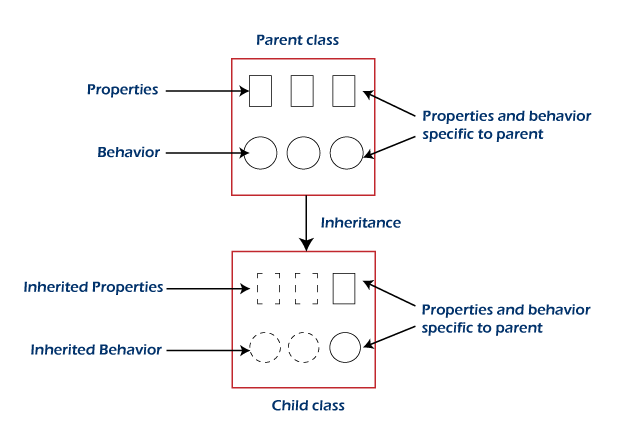 Parent class
Properties
Properties and behavior
specific to parent
Behavior
Inheritance
Inherited Properties
Properties and behavior
specific to parent
Inherited Behavior
Child class